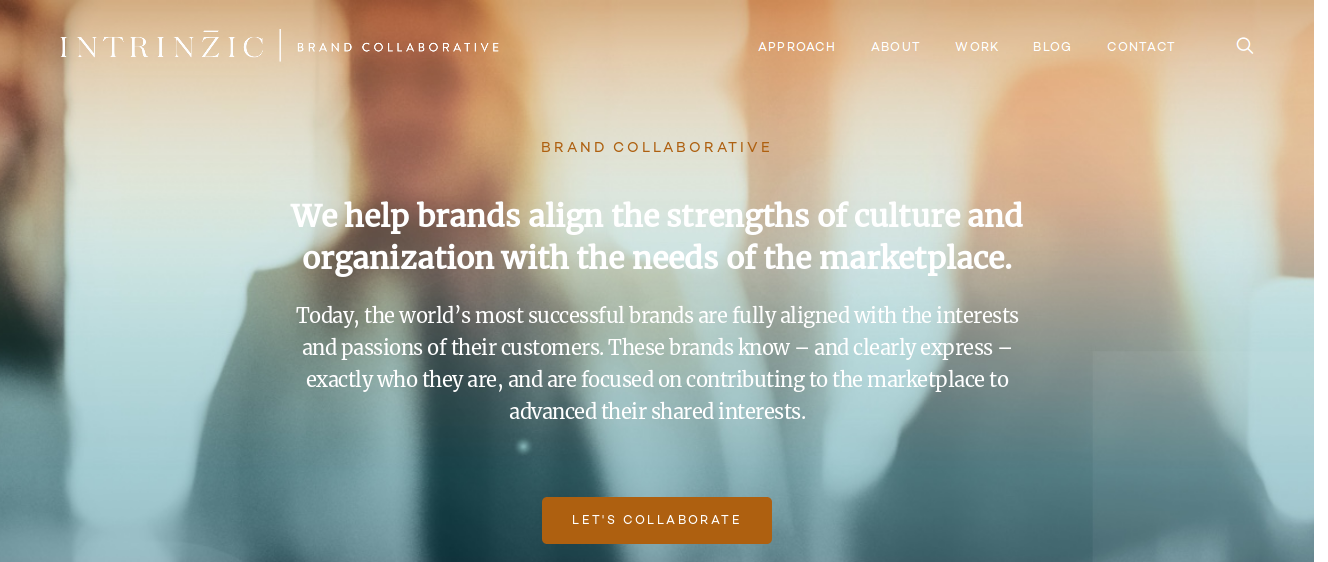 INTRINŽIC | BRAND COLLABORATIVE
APPROACH ABOUT WORK BLOG CONTACT
BRAND COLLABORATIVE
We help brands align the strengths of culture and
organization with the needs of the marketplace.
Today, the world’s most successful brands are fully aligned with the interests
and passions of their customers. These brands know – and clearly express –
exactly who they are, and are focused on contributing to the marketplace to
advanced their shared interests.
LET'S COLLABORATE